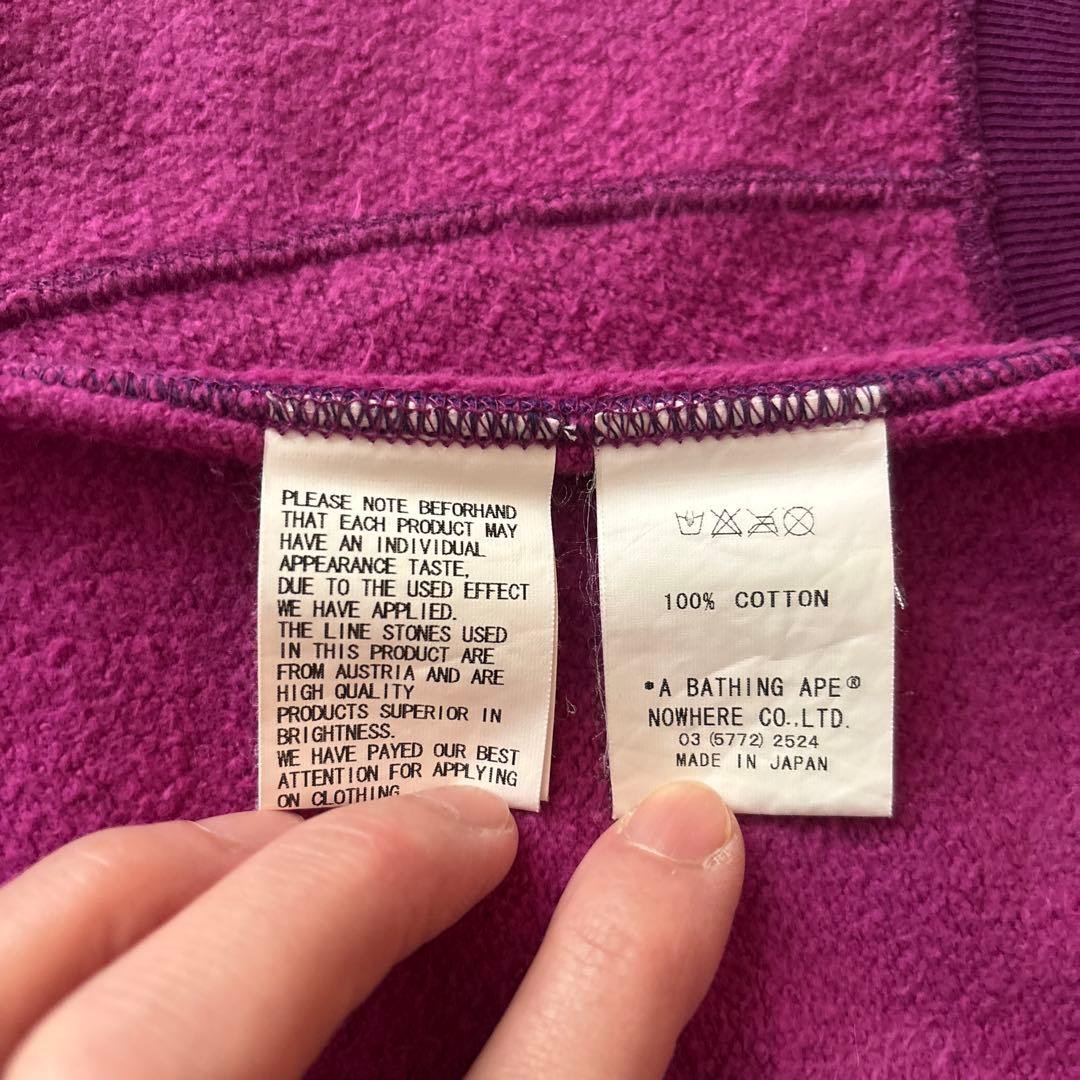 PLEASE NOTE BEFORHAND
THAT EACH PRODUCT MAY
HAVE AN INDIVIDUAL
APPEARANCE TASTE,
DUE TO THE USED EFFECT
WE HAVE APPLIED.
THE LINE STONES USED
IN THIS PRODUCT ARE
FROM AUSTRIA AND ARE
HIGH QUALITY
PRODUCTS SUPERIOR IN
BRIGHTNESS.
WE HAVE PAYED OUR BEST
ATTENTION FOR APPLYING
ON CLOTHING
100% COTTON
*A BATHING APE®
NOWHERE CO.,LTD.
03 (5772) 2524
MADE IN JAPAN